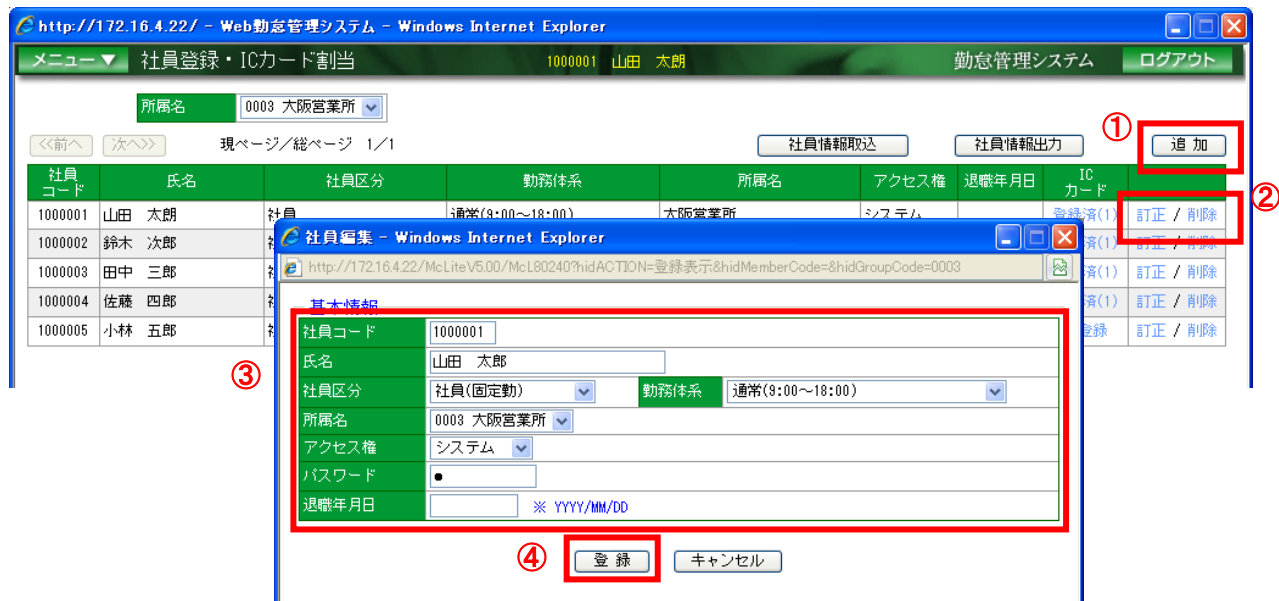 http://172.16.4.22/ - Web勤怠管理システム - Windows Internet Explorer
メニュー▼ 社員登録・ICカード割当 1000001 山田 太朗 勤怠管理システム ログアウト
所属名 0003 大阪営業所
①
<<前へ 次へ>> 現ページ/総ページ 1/1 社員情報取込 社員情報出力 追 加
社員コード 氏名 社員区分 勤務体系 所属名 アクセス権 退職年月日 ICカード
②
1000001 山田 太朗 社員 通常(9:00～18:00) 大阪営業所 システム 登録済(1) 訂正 / 削除
1000002 鈴木 次郎 済(1) 訂正 / 削除
1000003 田中 三郎 済(1) 訂正 / 削除
1000004 佐藤 四郎 済(1) 訂正 / 削除
1000005 小林 五郎 登録 訂正 / 削除
社員編集 - Windows Internet Explorer
http://172.16.4.22/McLiteV5.00/McL80240?hidACTION=登録表示&hidMemberCode=&hidGroupCode=0003
基本情報
社員コード 1000001
③
氏名 山田 太郎
社員区分 社員(固定勤) 勤務体系 通常(9:00～18:00)
所属名 0003 大阪営業所
アクセス権 システム
パスワード ●
退職年月日 ※ YYYY/MM/DD
④ 登 録 キャンセル